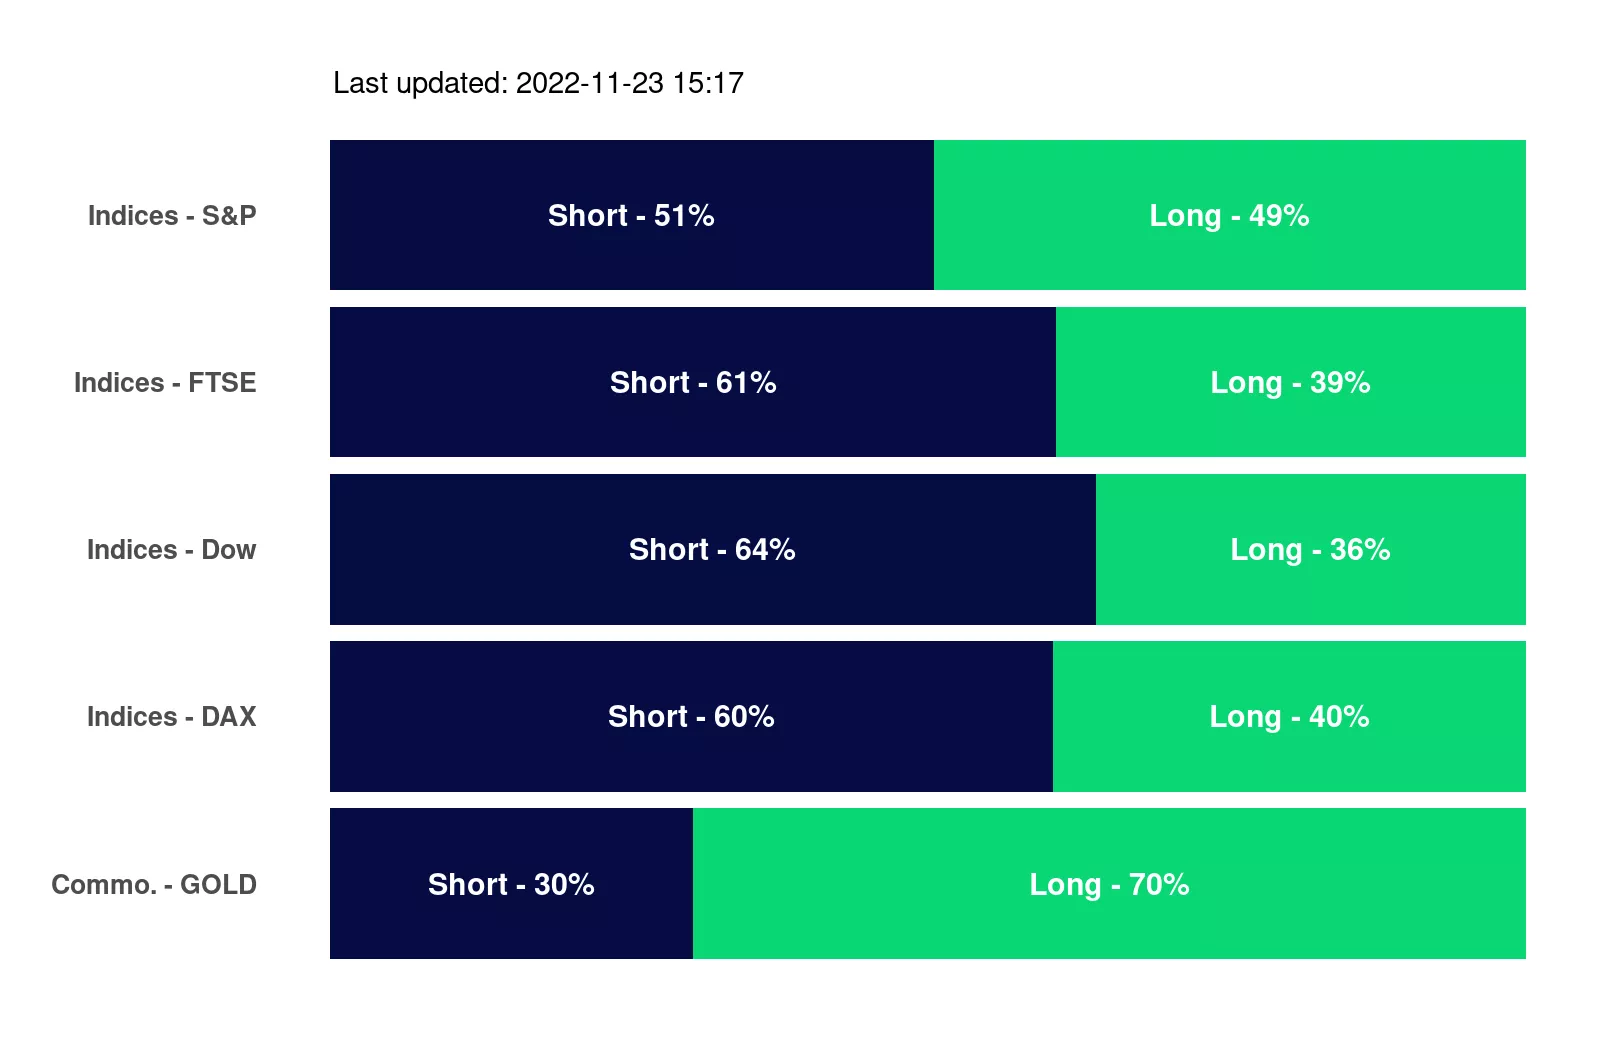 Last updated: 2022-11-23 15:17
Indices - S&P Short - 51% Long - 49%
Indices - FTSE Short - 61% Long - 39%
Indices - Dow Short - 64% Long - 36%
Indices - DAX Short - 60% Long - 40%
Commo. - GOLD Short - 30% Long - 70%